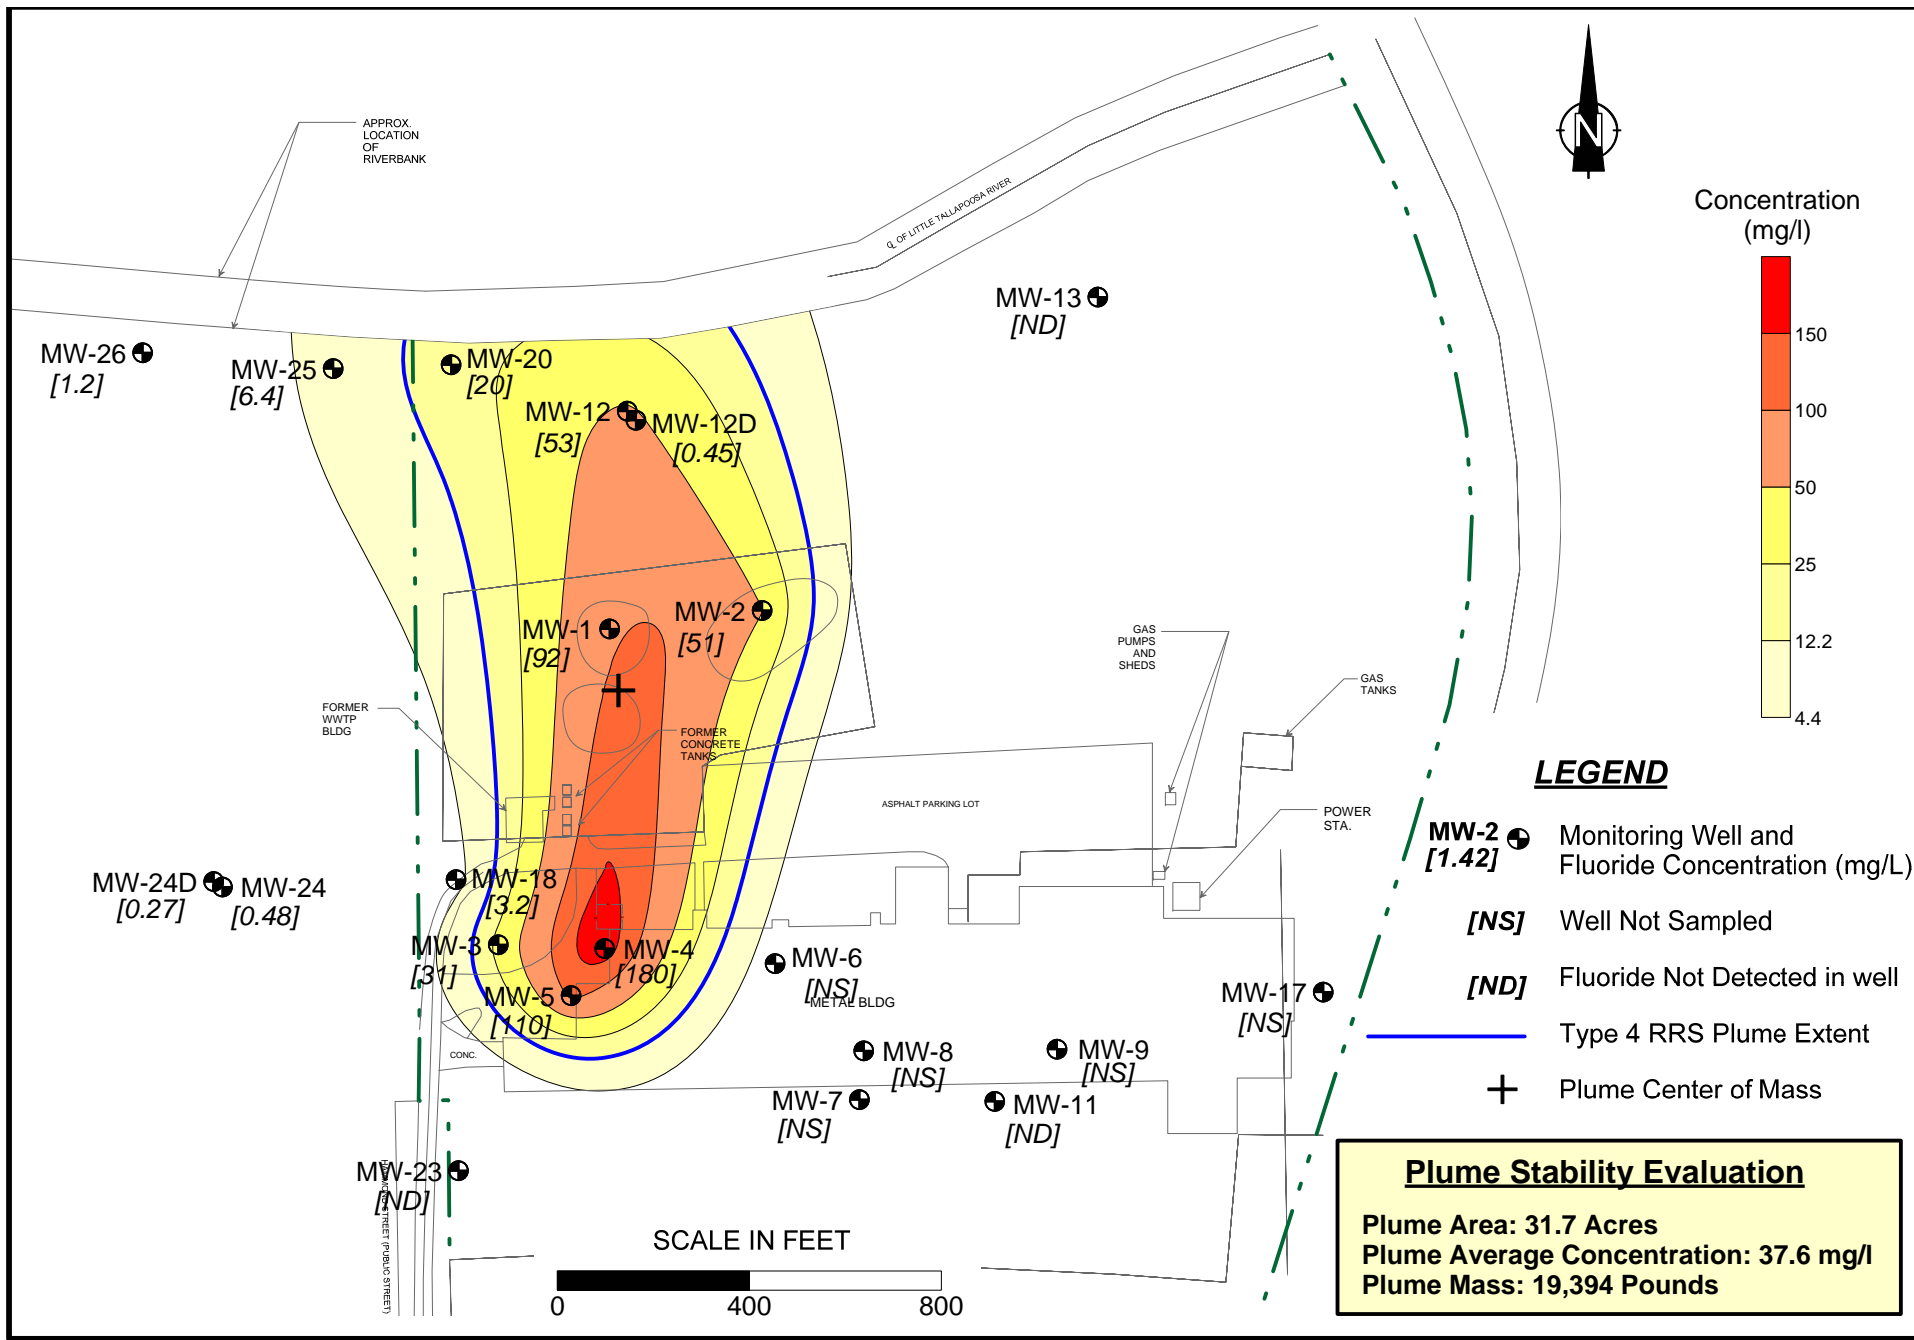 APPROX.
LOCATION
OF
RIVERBANK
℄ OF LITTLE TALLAPOOSA RIVER
N
Concentration
(mg/l)
150
100
50
25
12.2
4.4
MW-13
[ND]
MW-26
[1.2]
MW-25
[6.4]
MW-20
[20]
MW-12
[53]
MW-12D
[0.45]
MW-1
[92]
MW-2
[51]
GAS
PUMPS
AND
SHEDS
GAS
TANKS
FORMER
WWTP
BLDG
FORMER
CONCRETE
TANKS
ASPHALT PARKING LOT
POWER
STA.
MW-24D
[0.27]
MW-24
[0.48]
MW-18
[3.2]
MW-3
[31]
MW-4
[180]
MW-5
[110]
MW-6
[NS]
METAL BLDG
MW-17
[NS]
CONC.
MW-8
[NS]
MW-9
[NS]
MW-7
[NS]
MW-11
[ND]
MW-23
[ND]
HAMMOND STREET (PUBLIC STREET)
SCALE IN FEET
0 400 800
LEGEND
MW-2
[1.42]
Monitoring Well and
Fluoride Concentration (mg/L)
[NS] Well Not Sampled
[ND] Fluoride Not Detected in well
Type 4 RRS Plume Extent
Plume Center of Mass
Plume Stability Evaluation
Plume Area: 31.7 Acres
Plume Average Concentration: 37.6 mg/l
Plume Mass: 19,394 Pounds